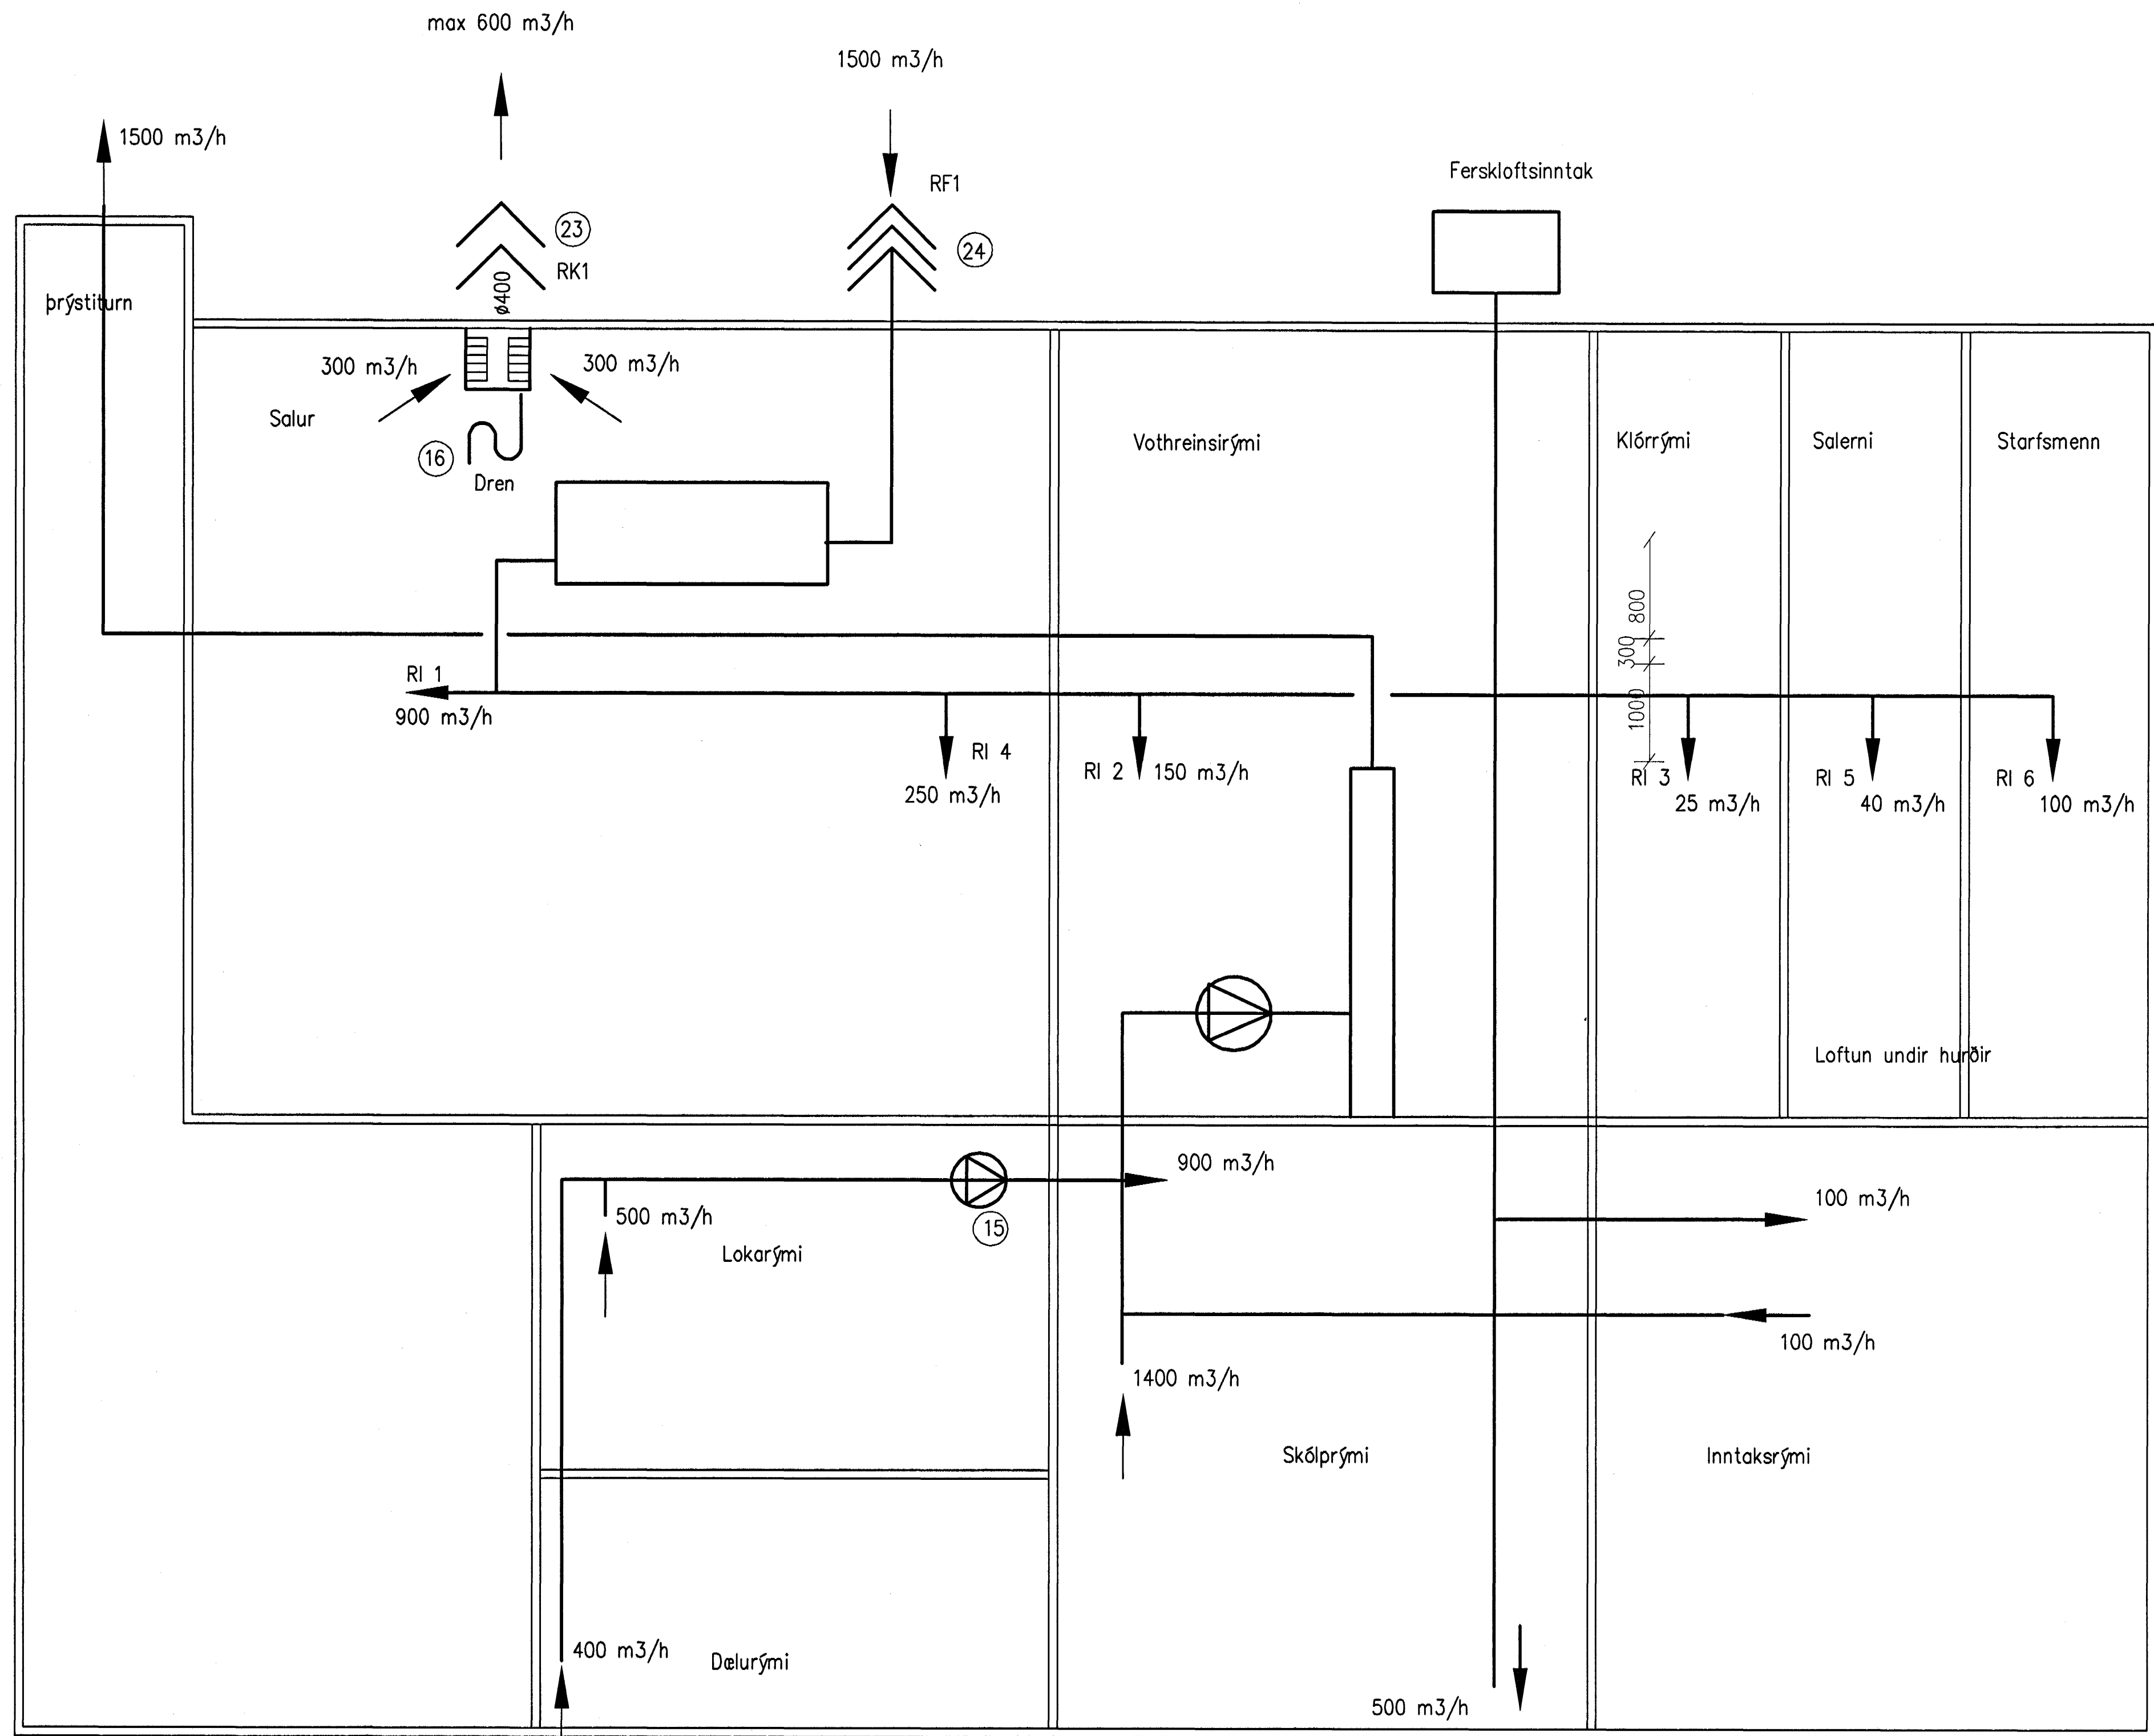 max 600 m3/h
1500 m3/h
1500 m3/h
RF1
Ferskloftsinntak
23
24
RK1
ø400
þrýstiturn
300 m3/h
300 m3/h
Salur
16
Dren
Vothreinsirými
Klórrými
Salerni
Starfsmenn
800
300
1000
RI 1
900 m3/h
RI 4
250 m3/h
RI 2
150 m3/h
RI 3
25 m3/h
RI 5
40 m3/h
RI 6
100 m3/h
Loftun undir hurðir
900 m3/h
500 m3/h
15
Lokarými
100 m3/h
100 m3/h
1400 m3/h
Skólprými
Inntaksrými
400 m3/h
Dælurými
500 m3/h